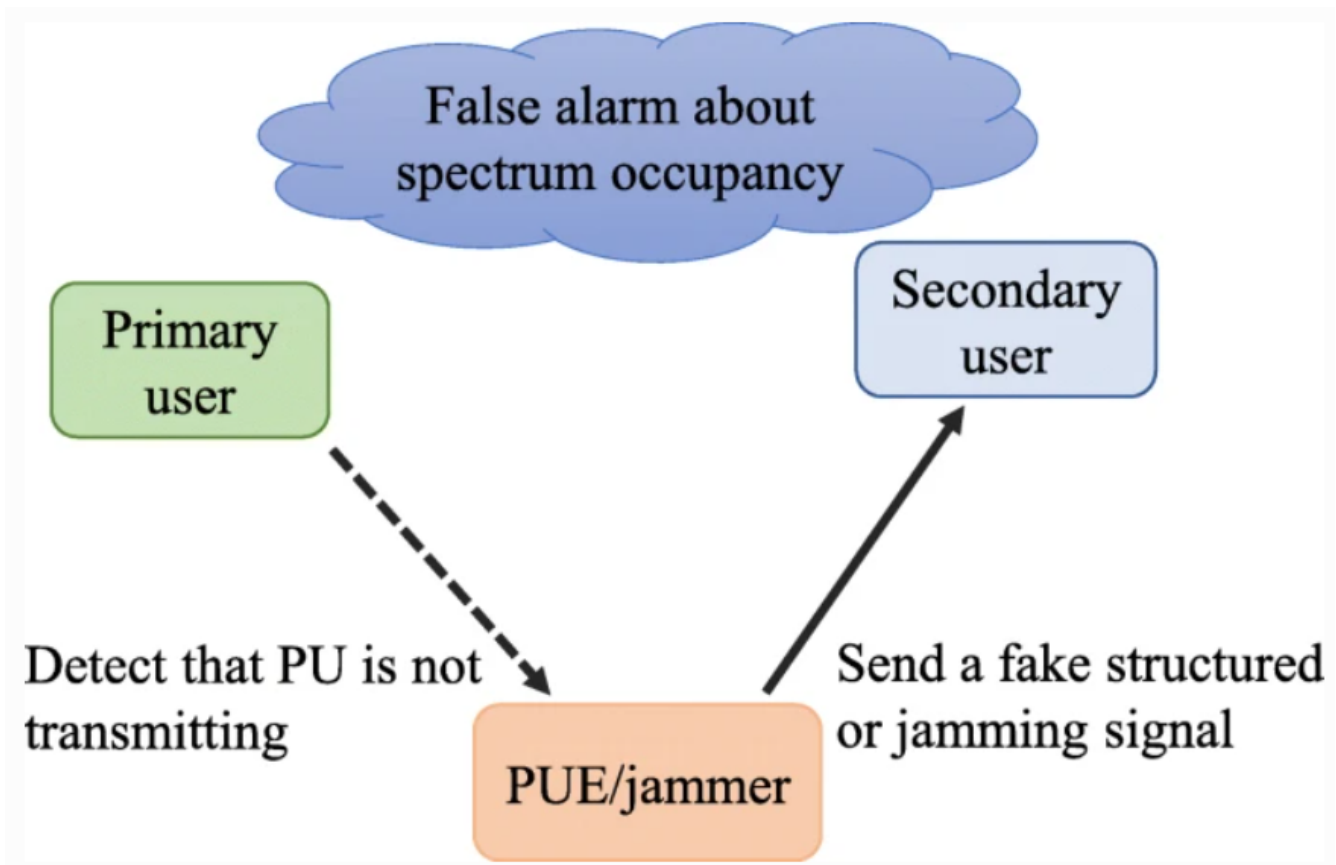 False alarm about
spectrum occupancy
Primary
user
Secondary
user
Detect that PU is not
transmitting
Send a fake structured
or jamming signal
PUE/jammer